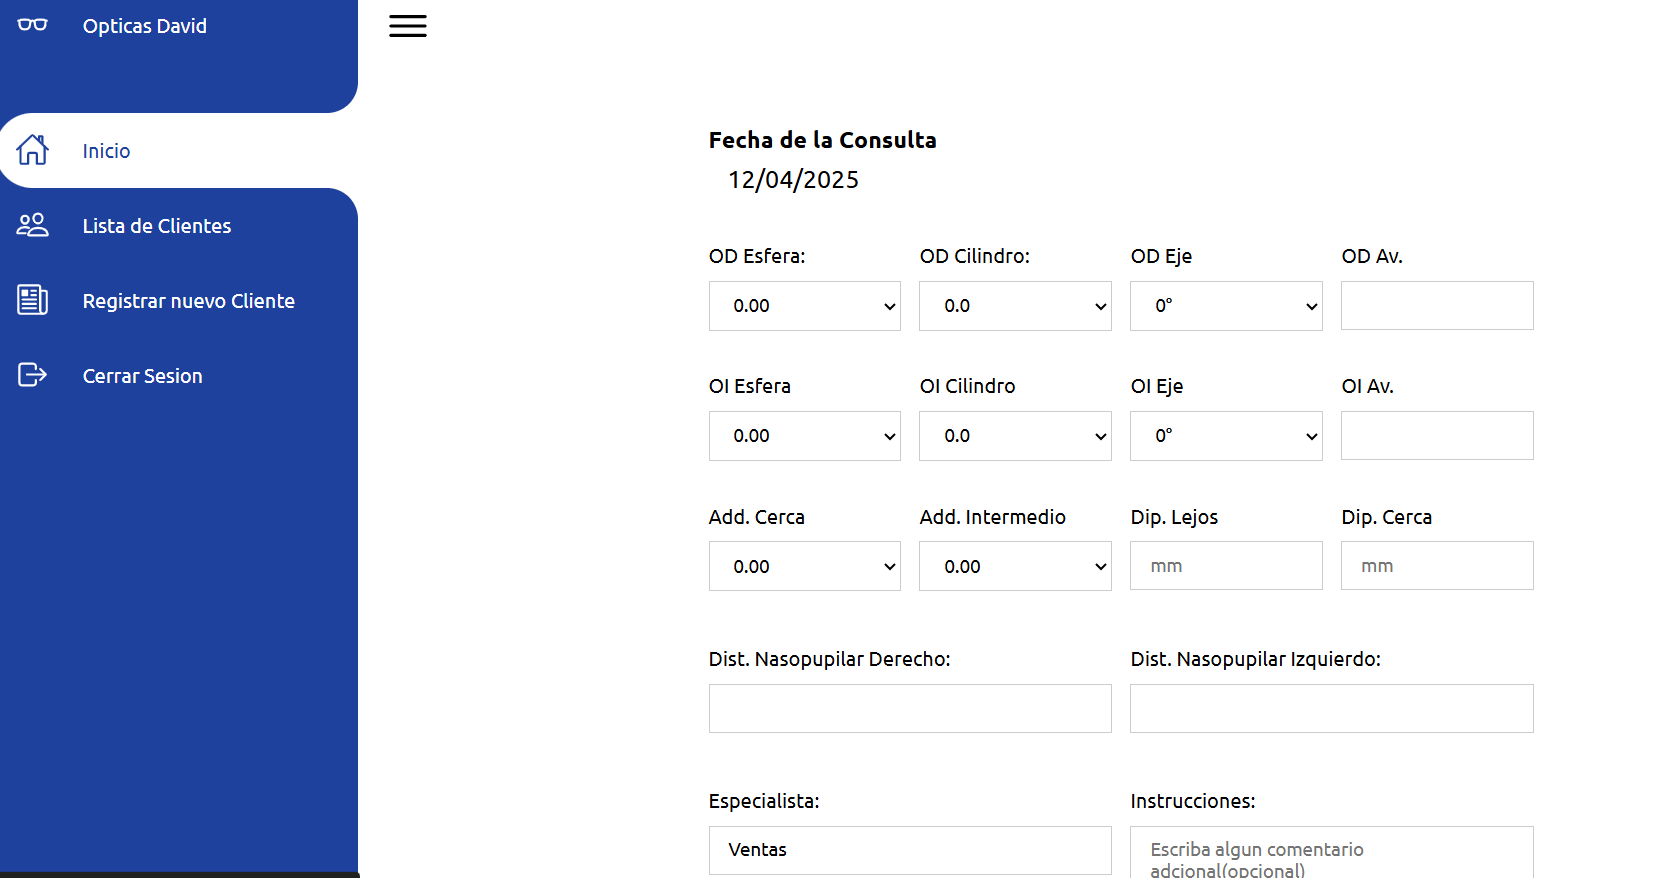 Opticas David
Inicio
Lista de Clientes
Registrar nuevo Cliente
Cerrar Sesion
Fecha de la Consulta
12/04/2025
OD Esfera: OD Cilindro: OD Eje OD Av.
0.00 0.0 0°
OI Esfera OI Cilindro OI Eje OI Av.
0.00 0.0 0°
Add. Cerca Add. Intermedio Dip. Lejos Dip. Cerca
0.00 0.00 mm mm
Dist. Nasopupilar Derecho: Dist. Nasopupilar Izquierdo:
Especialista: Instrucciones:
Ventas Escriba algun comentario
adcional(opcional)